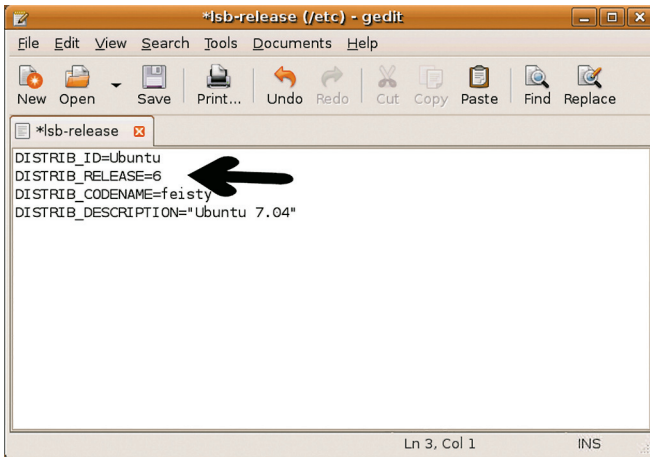 *lsb-release (/etc) - gedit
File Edit View Search Tools Documents Help
New Open Save Print... Undo Redo Cut Copy Paste Find Replace
*lsb-release
DISTRIB_ID=Ubuntu
DISTRIB_RELEASE=6
DISTRIB_CODENAME=feisty
DISTRIB_DESCRIPTION="Ubuntu 7.04"
Ln 3, Col 1 INS